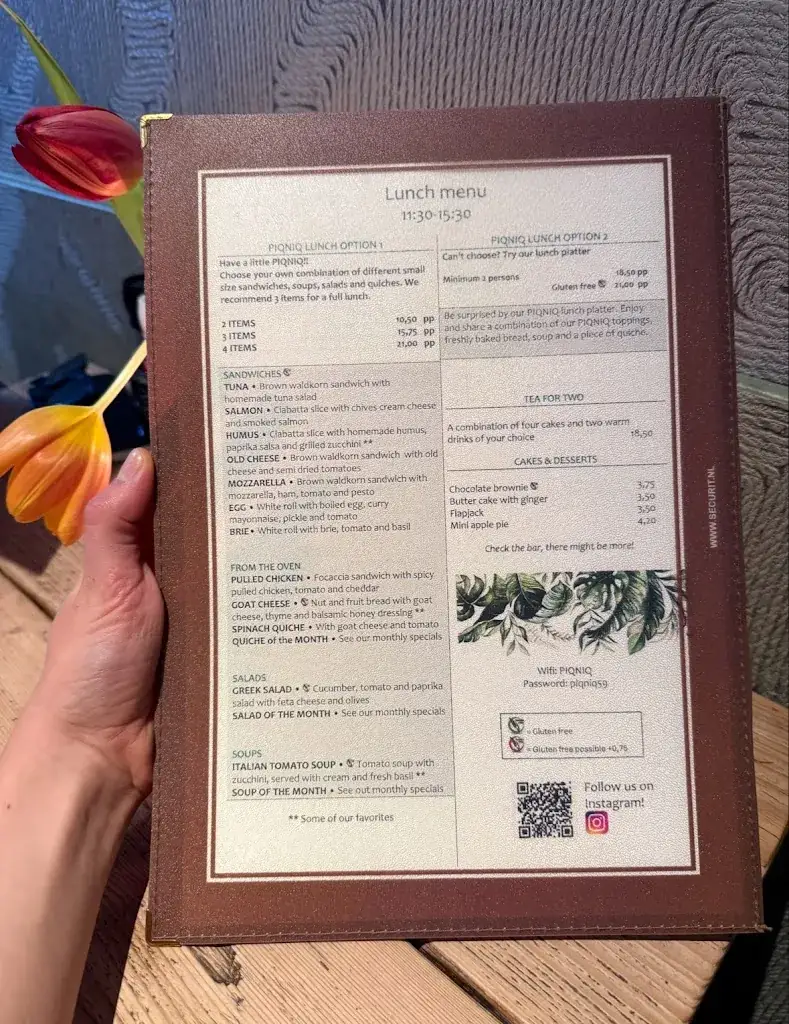 Lunch menu
11:30-15:30
PIQNIQ LUNCH OPTION 1
Have a little PIQNIQ!!
Choose your own combination of different small
size sandwiches, soups, salads and quiches. We
recommend 3 items for a full lunch.
2 ITEMS 10,50 pp
3 ITEMS 15,75 pp
4 ITEMS 21,00 pp
SANDWICHES
TUNA • Brown waldkorn sandwich with
homemade tuna salad
SALMON • Ciabatta slice with chives cream cheese
and smoked salmon
HUMUS • Ciabatta slice with homemade humus,
paprika salsa and grilled zucchini **
OLD CHEESE • Brown waldkorn sandwich with old
cheese and semi dried tomatoes
MOZZARELLA • Brown waldkorn sandwich with
mozzarella, ham, tomato and pesto
EGG • White roll with boiled egg, curry
mayonnaise, pickle and tomato
BRIE • White roll with brie, tomato and basil
FROM THE OVEN
PULLED CHICKEN • Focaccia sandwich with spicy
pulled chicken, tomato and cheddar
GOAT CHEESE • Nut and fruit bread with goat
cheese, thyme and balsamic honey dressing **
SPINACH QUICHE • With goat cheese and tomato
QUICHE of the MONTH • See our monthly specials
SALADS
GREEK SALAD • Cucumber, tomato and paprika
salad with feta cheese and olives
SALAD OF THE MONTH • See our monthly specials
SOUPS
ITALIAN TOMATO SOUP • Tomato soup with
zucchini, served with cream and fresh basil **
SOUP OF THE MONTH • See out monthly specials
** Some of our favorites
PIQNIQ LUNCH OPTION 2
Can't choose? Try our lunch platter
Minimum 2 persons 18,50 pp
Gluten free 21,00 pp
Be surprised by our PIQNIQ lunch platter. Enjoy
and share a combination of our PIQNIQ toppings,
freshly baked bread, soup and a piece of quiche.
TEA FOR TWO
A combination of four cakes and two warm
drinks of your choice 18,50
CAKES & DESSERTS
Chocolate brownie 3,75
Butter cake with ginger 3,50
Flapjack 3,50
Mini apple pie 4,20
Check the bar, there might be more!
Wifi: PIQNIQ
Password: piqniq59
= Gluten free
= Gluten free possible +0,75
Follow us on
Instagram!
WWW.SECURIT.NL